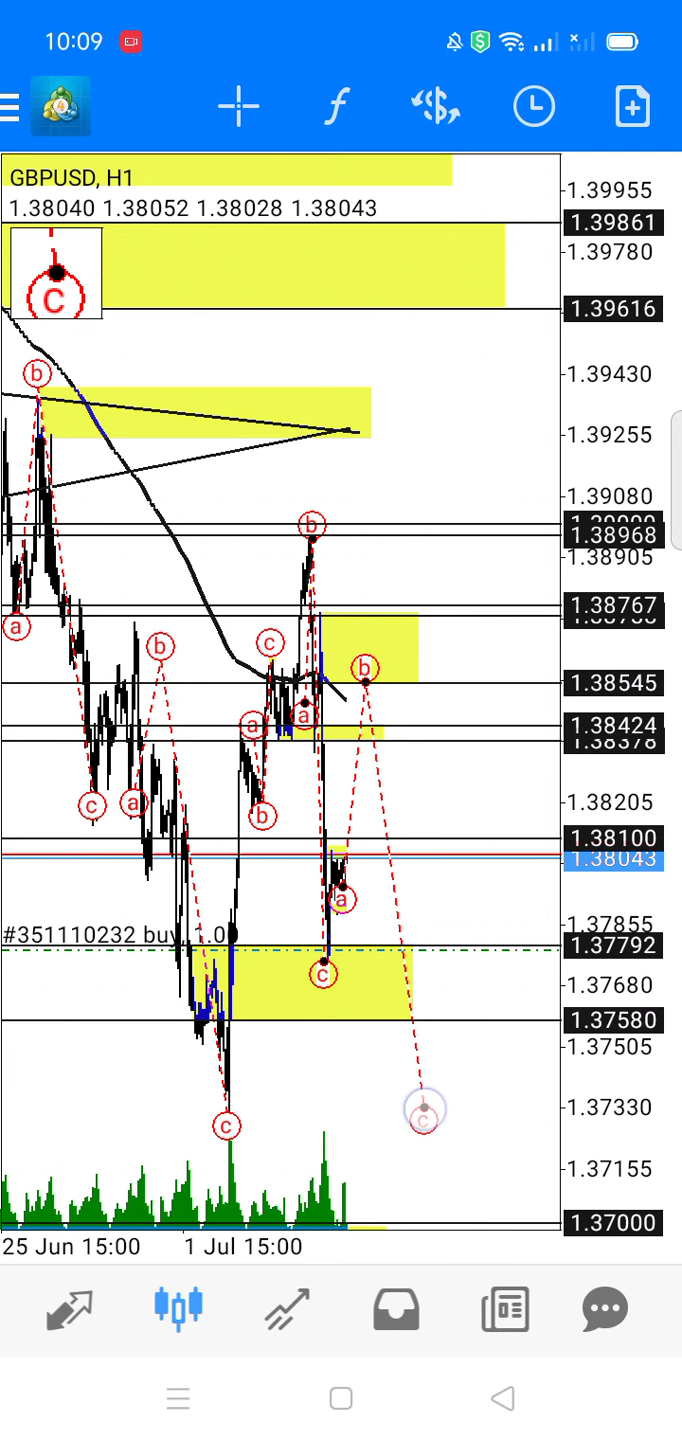 10:09
GBPUSD, H1
1.38040 1.38052 1.38028 1.38043
C
1.39955
1.39861
1.39780
1.39616
b
1.39430
1.39255
1.39080
b
1.38968
1.38905
1.38767
a
b
c
b
1.38545
a
a
1.38424
1.38378
c
a
b
1.38205
1.38100
1.38043
a
1.37855
#351110232 buy, 1.00
1.37792
c
1.37680
1.37580
1.37505
c
c
1.37330
1.37155
1.37000
25 Jun 15:00
1 Jul 15:00